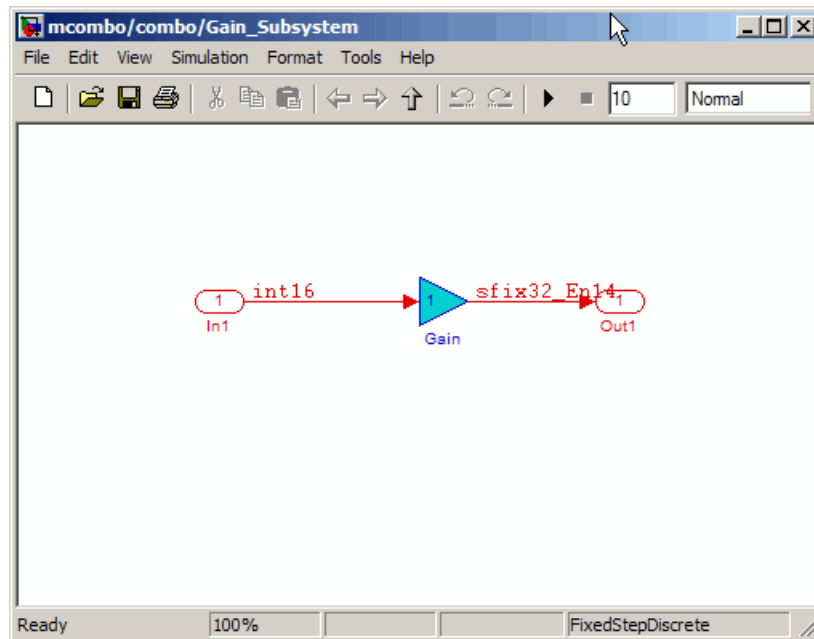 mcombo/combo/Gain_Subsystem
File Edit View Simulation Format Tools Help
10 Normal
int16 sfix32_En14
1 1 1
In1 Out1
Gain
Ready 100% FixedStepDiscrete